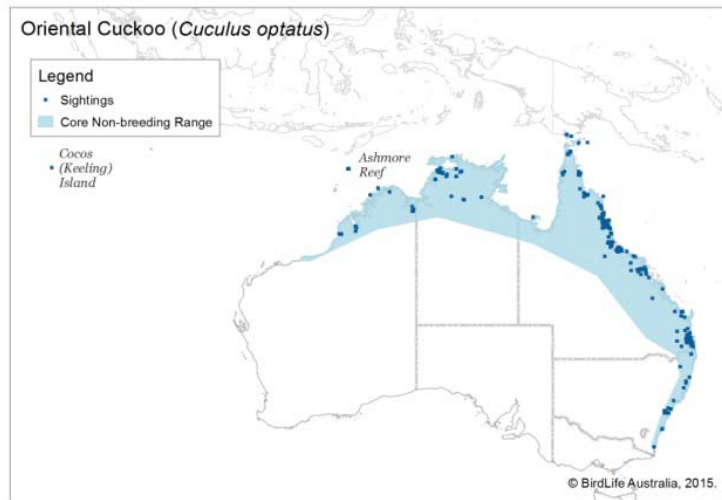 Oriental Cuckoo (Cuculus optatus)
Legend
Sightings
Core Non-breeding Range
Cocos
(Keeling)
Island
Ashmore
Reef
© BirdLife Australia, 2015.